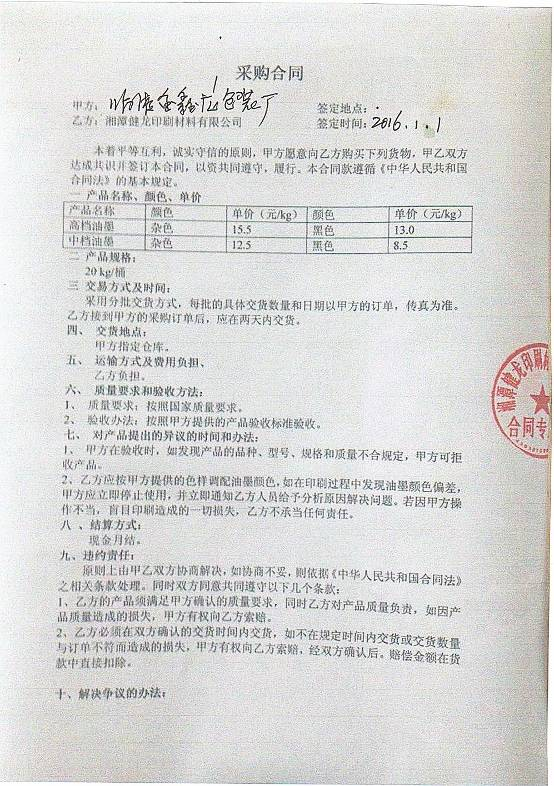 采购合同
甲方：
签定地点：
乙方：湘潭健龙印刷材料有限公司
签定时间：2016.1.1
本着平等互利，诚实守信的原则，甲方愿意向乙方购买下列货物，甲乙双方
达成共识开签订本合同，以资共同遵守，履行。本合同款遵循《中华人民共和国
合同法》的基本规定。
一 产品名称、颜色、单价
产品名称 颜色 单价（元/kg） 颜色 单价（元/kg）
高档油墨 杂色 15.5 黑色 13.0
中档油墨 杂色 12.5 黑色 8.5
二 产品规格：
20 kg/桶
三 交易方式及时间：
采用分批交货方式，每批的具体交货数量和日期以甲方的订单，传真为准。
乙方接到甲方的采购订单后，应在两天内交货。
四、 交货地点：
甲方指定仓库。
五、 运输方式及费用负担、
乙方负担。
六、 质量要求和验收方法：
1、 质量要求：按照国家质量要求。
2、 验收办法：按照甲方提供的产品验收标准验收。
七、 对产品提出的异议的时间和办法：
1、 甲方在验收时，如发现产品的品种、型号、规格和质量不合规定，甲方可拒
收产品。
2、乙方应按甲方提供的色样调配油墨颜色，如在印刷过程中发现油墨颜色偏差，
甲方应立即停止使用，并立即通知乙方人员给予分析原因解决问题。若因甲方操
作不当，盲目印刷造成的一切损失，乙方不承当任何责任。
八 、结算方式：
现金月结。
九、违约责任：
原则上由甲乙双方协商解决，如协商不妥，则依据《中华人民共和国合同法》
之相关条款处理。同时双方同意共同遵守以下几个条款：
1、乙方的产品须满足甲方确认的质量要求，同时乙方对产品质量负责，如因产
品质量造成的损失，甲方有权向乙方索赔。
2、乙方必须在双方确认的交货时间内交货，如不在规定时间内交货或交货数量
与订单不符而造成的损失，甲方有权向乙方索赔，经双方确认后。赔偿金额在货
款中直接扣除。
十、解决争议的办法：
湘潭健龙印刷
合同专